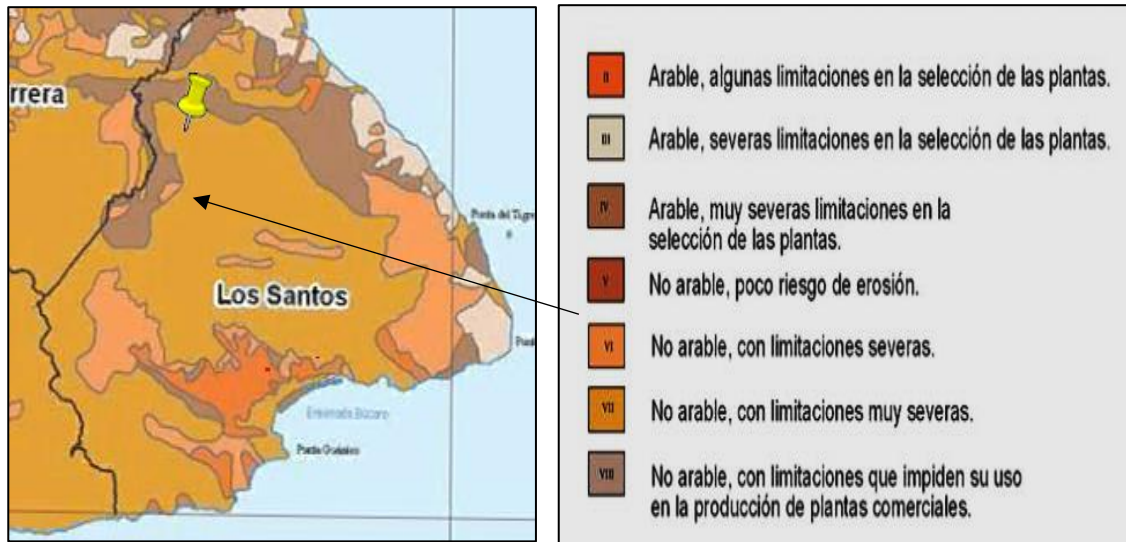 rrera
Los Santos
Punta del Tigre
Ensenada Búcaro
Punta Guánico
II
Arable, algunas limitaciones en la selección de las plantas.
III
Arable, severas limitaciones en la selección de las plantas.
IV
Arable, muy severas limitaciones en la
selección de las plantas.
V
No arable, poco riesgo de erosión.
VI
No arable, con limitaciones severas.
VII
No arable, con limitaciones muy severas.
VIII
No arable, con limitaciones que impiden su uso
en la producción de plantas comerciales.